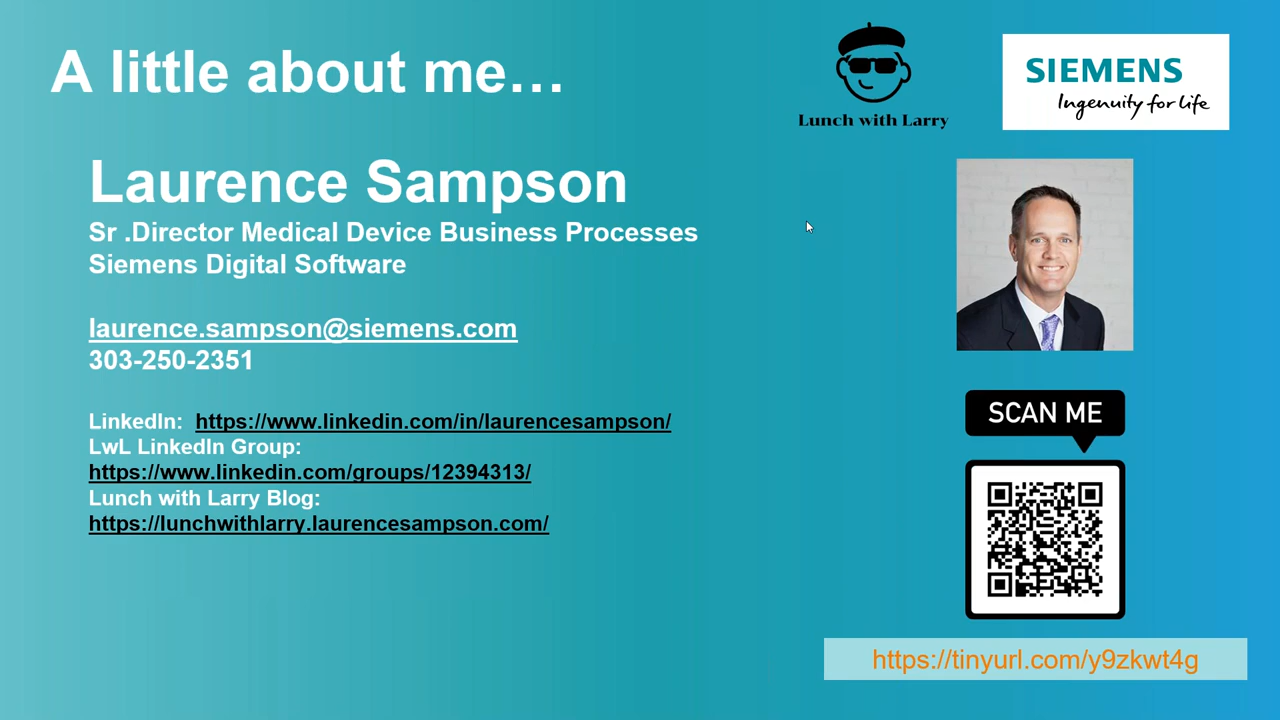 A little about me…
Lunch with Larry
SIEMENS
Ingenuity for life
Laurence Sampson
Sr .Director Medical Device Business Processes
Siemens Digital Software
laurence.sampson@siemens.com
303-250-2351
LinkedIn: https://www.linkedin.com/in/laurencesampson/
LwL LinkedIn Group:
https://www.linkedin.com/groups/12394313/
Lunch with Larry Blog:
https://lunchwithlarry.laurencesampson.com/
SCAN ME
https://tinyurl.com/y9zkwt4g